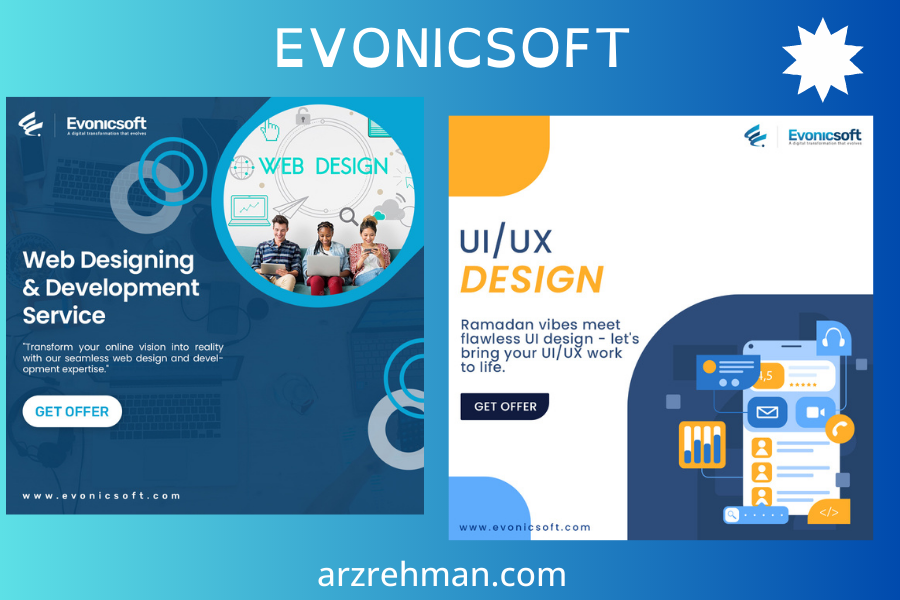 EVONICSOFT
Evonicsoft
A digital transformation that evolves
WEB DESIGN
Web Designing
& Development
Service
"Transform your online vision into reality
with our seamless web design and devel-
opment expertise."
GET OFFER
www.evonicsoft.com
Evonicsoft
A digital transformation that evolves
UI/UX
DESIGN
Ramadan vibes meet
flawless UI design - let's
bring your UI/UX work
to life.
GET OFFER
4,5
</>
www.evonicsoft.com
arzrehman.com